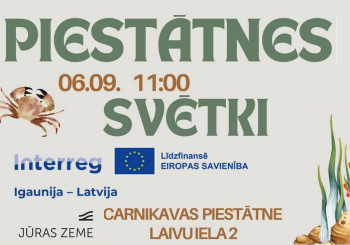 PIESTĀTNES
06.09. 11:00
SVĒTKI
Interreg
Līdzfinansē
EIROPAS SAVIENĪBA
Igaunija – Latvija
JŪRAS ZEME
CARNIKAVAS PIESTĀTNE
LAIVU IELA 2